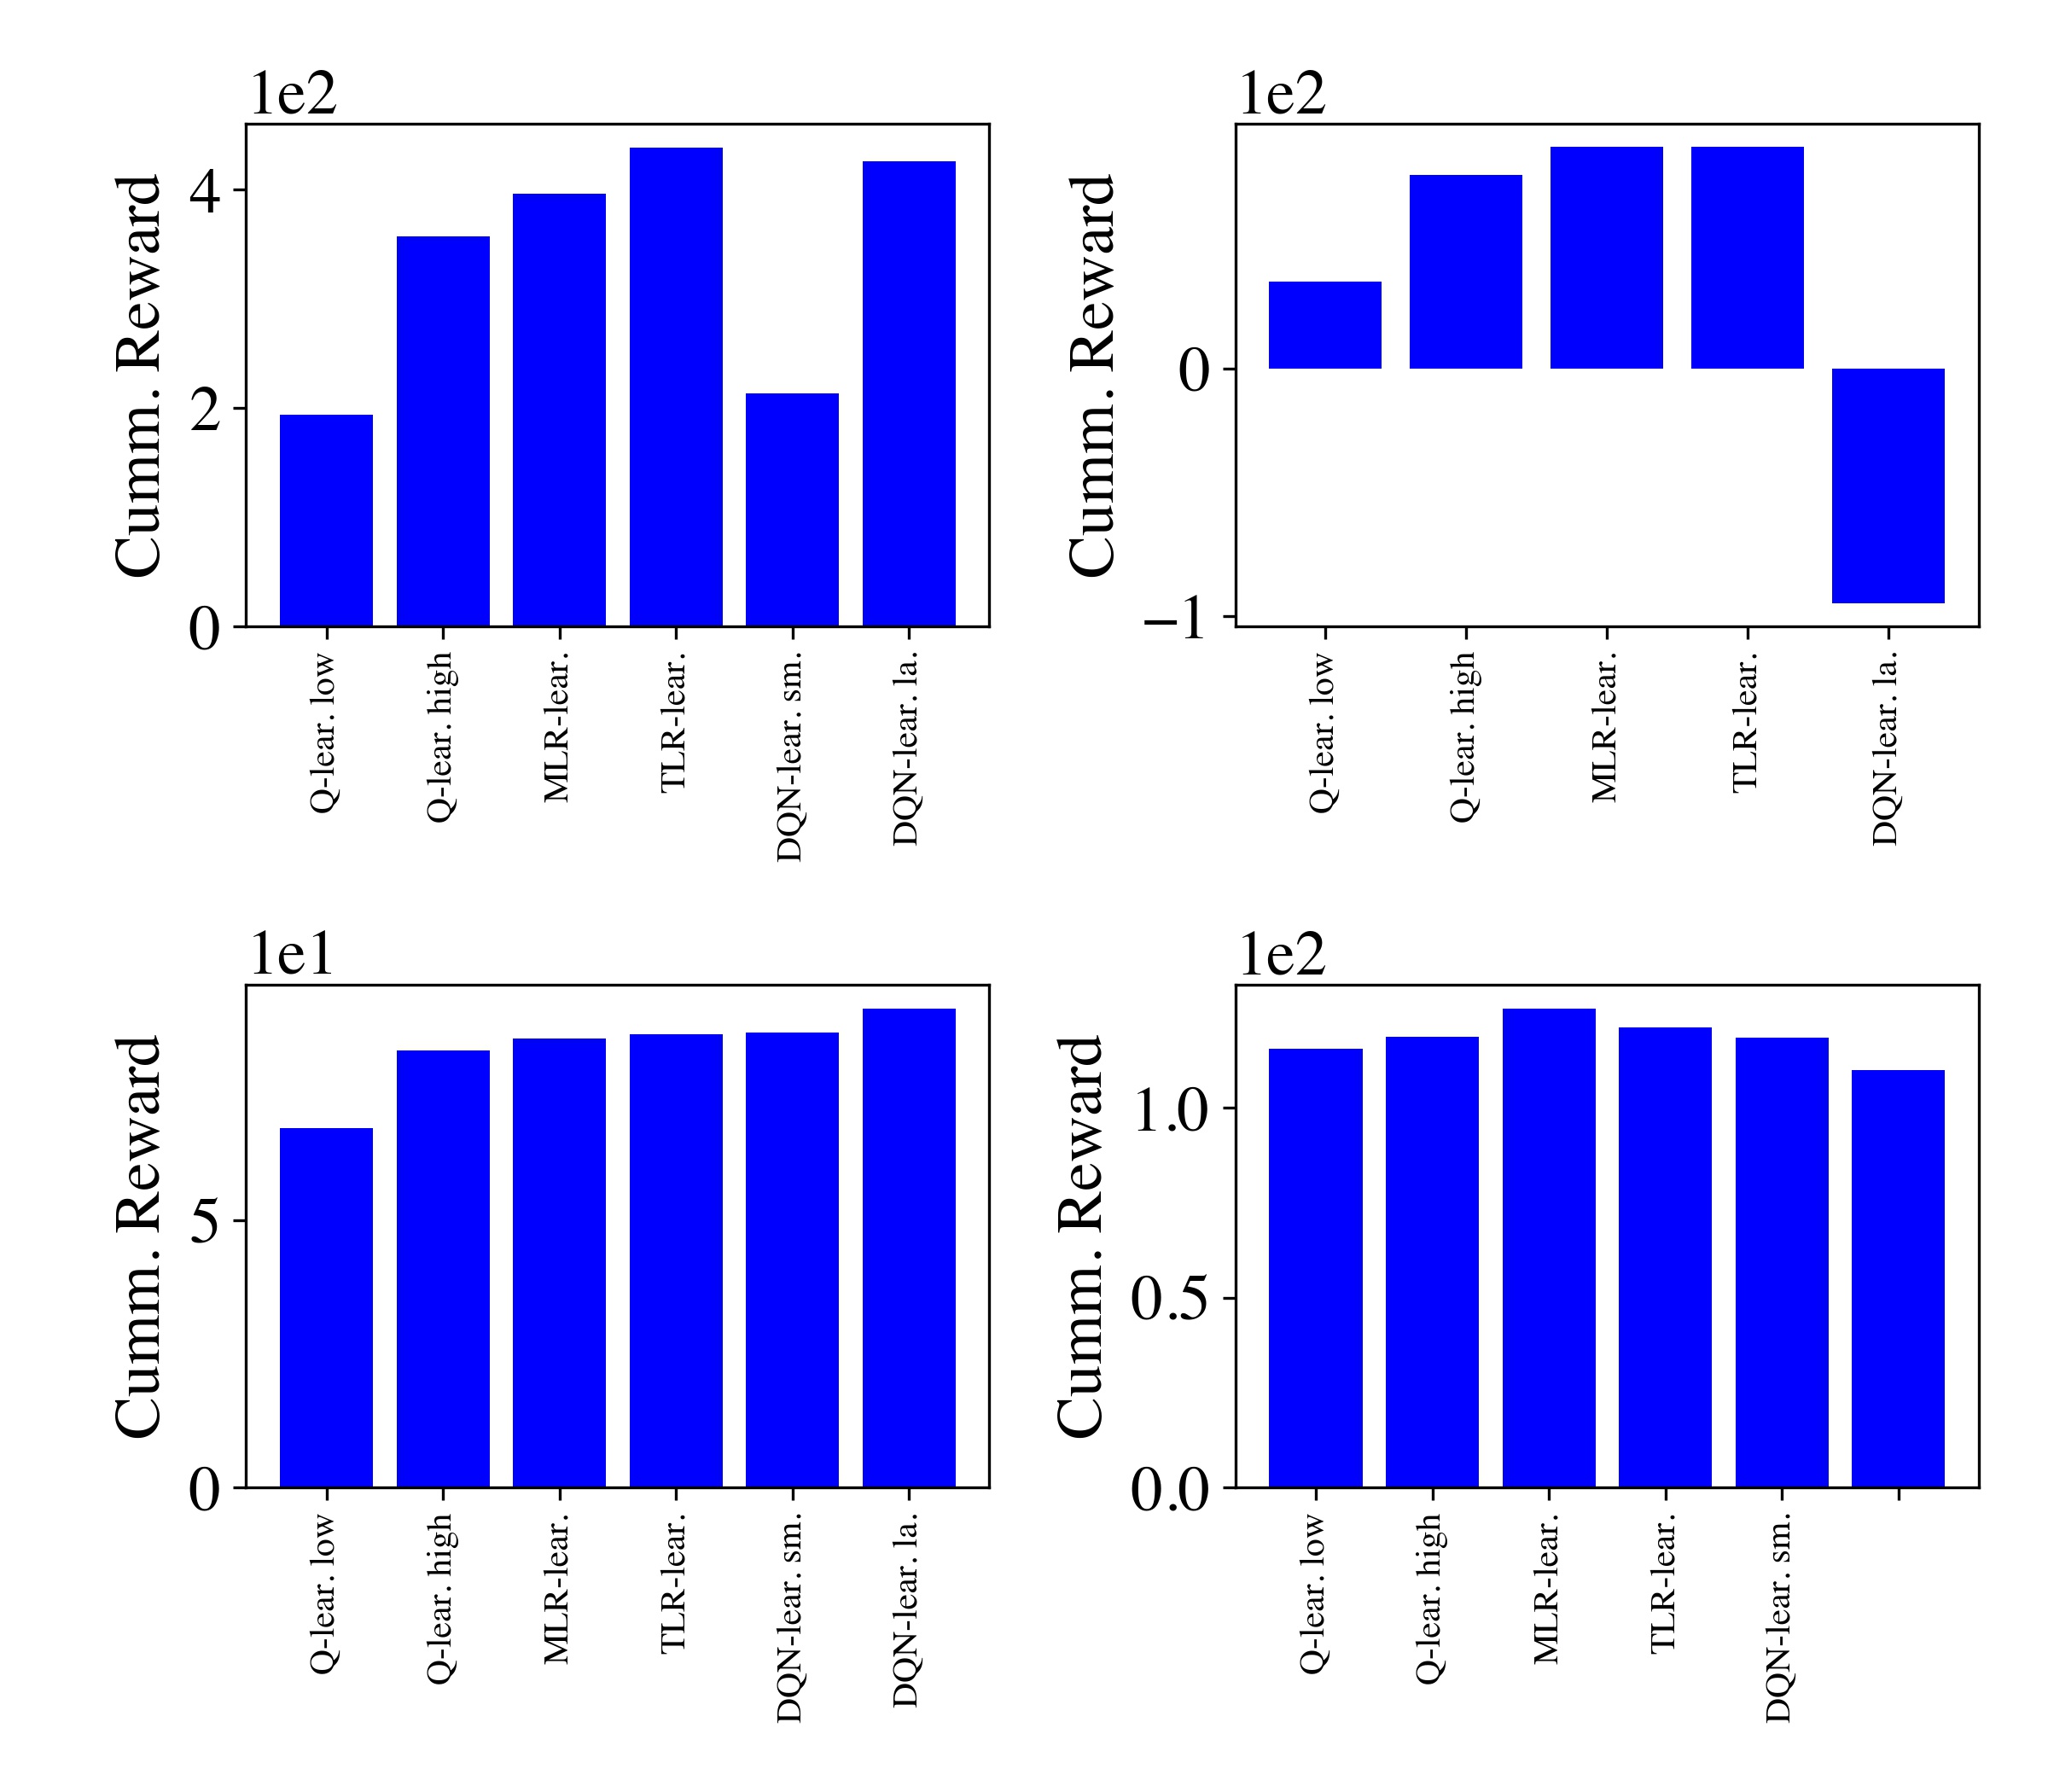 1e2
Cumm. Reward
4
2
0
Q-lear. low
Q-lear. high
MLR-lear.
TLR-lear.
DQN-lear. sm.
DQN-lear. la.
1e2
Cumm. Reward
0
−1
Q-lear. low
Q-lear. high
MLR-lear.
TLR-lear.
DQN-lear. la.
1e1
Cumm. Reward
5
0
Q-lear. low
Q-lear. high
MLR-lear.
TLR-lear.
DQN-lear. sm.
DQN-lear. la.
1e2
Cumm. Reward
1.0
0.5
0.0
Q-lear. low
Q-lear. high
MLR-lear.
TLR-lear.
DQN-lear. sm.